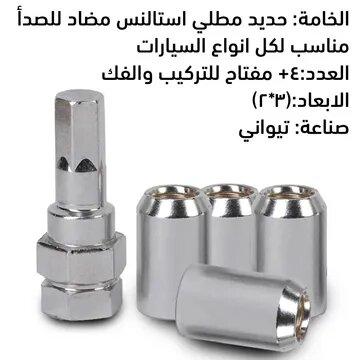 الخامة: حديد مطلي استالنس مضاد للصدأ
مناسب لكل انواع السيارات
العدد:٤+ مفتاح للتركيب والفك
الابعاد:(٣*٢)
صناعة: تيواني